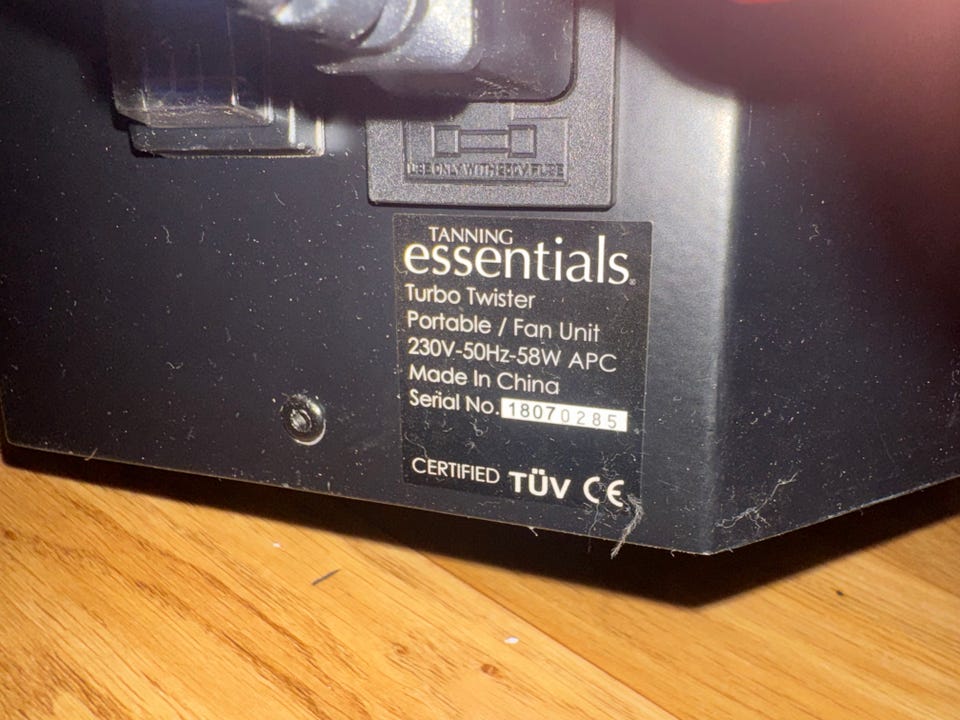 USE ONLY WITH 250V FUSE
TANNING
essentials
Turbo Twister
Portable / Fan Unit
230V-50Hz-58W APC
Made In China
Serial No. 18070285
CERTIFIED TÜV CE